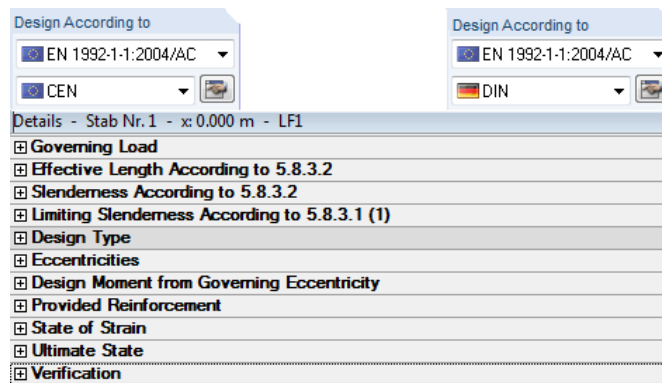 Design According to
EN 1992-1-1:2004/AC
CEN
Design According to
EN 1992-1-1:2004/AC
DIN
Details - Stab Nr. 1 - x: 0.000 m - LF1
Governing Load
Effective Length According to 5.8.3.2
Slenderness According to 5.8.3.2
Limiting Slenderness According to 5.8.3.1 (1)
Design Type
Eccentricities
Design Moment from Governing Eccentricity
Provided Reinforcement
State of Strain
Ultimate State
Verification